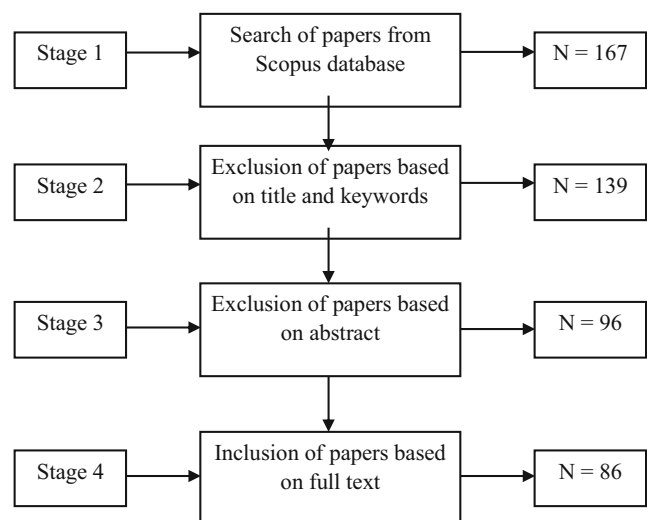 Stage 1
Search of papers from
Scopus database
N = 167
Stage 2
Exclusion of papers based
on title and keywords
N = 139
Stage 3
Exclusion of papers based
on abstract
N = 96
Stage 4
Inclusion of papers based
on full text
N = 86